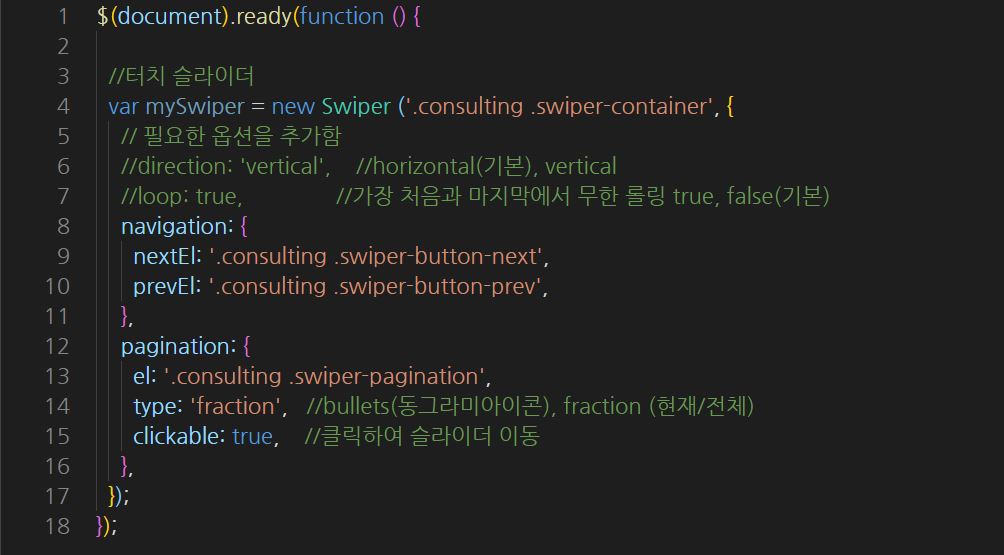 1 $(document).ready(function () {
2
3 //터치 슬라이더
4 var mySwiper = new Swiper ('.consulting .swiper-container', {
5 // 필요한 옵션을 추가함
6 //direction: 'vertical', //horizontal(기본), vertical
7 //loop: true, //가장 처음과 마지막에서 무한 롤링 true, false(기본)
8 navigation: {
9 nextEl: '.consulting .swiper-button-next',
10 prevEl: '.consulting .swiper-button-prev',
11 },
12 pagination: {
13 el: '.consulting .swiper-pagination',
14 type: 'fraction', //bullets(동그라미아이콘), fraction (현재/전체)
15 clickable: true, //클릭하여 슬라이더 이동
16 },
17 });
18 });